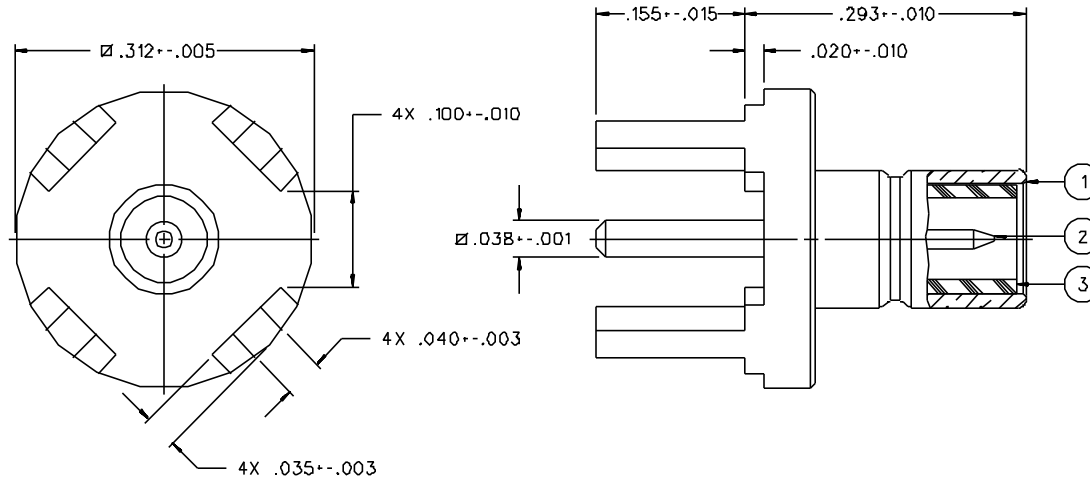 .155+-.015
.293+-.010
⌀ .312+-.005
.020+-.010
4X .100+-.010
1
⌀ .038+-.001
2
3
4X .040+-.003
4X .035+-.003